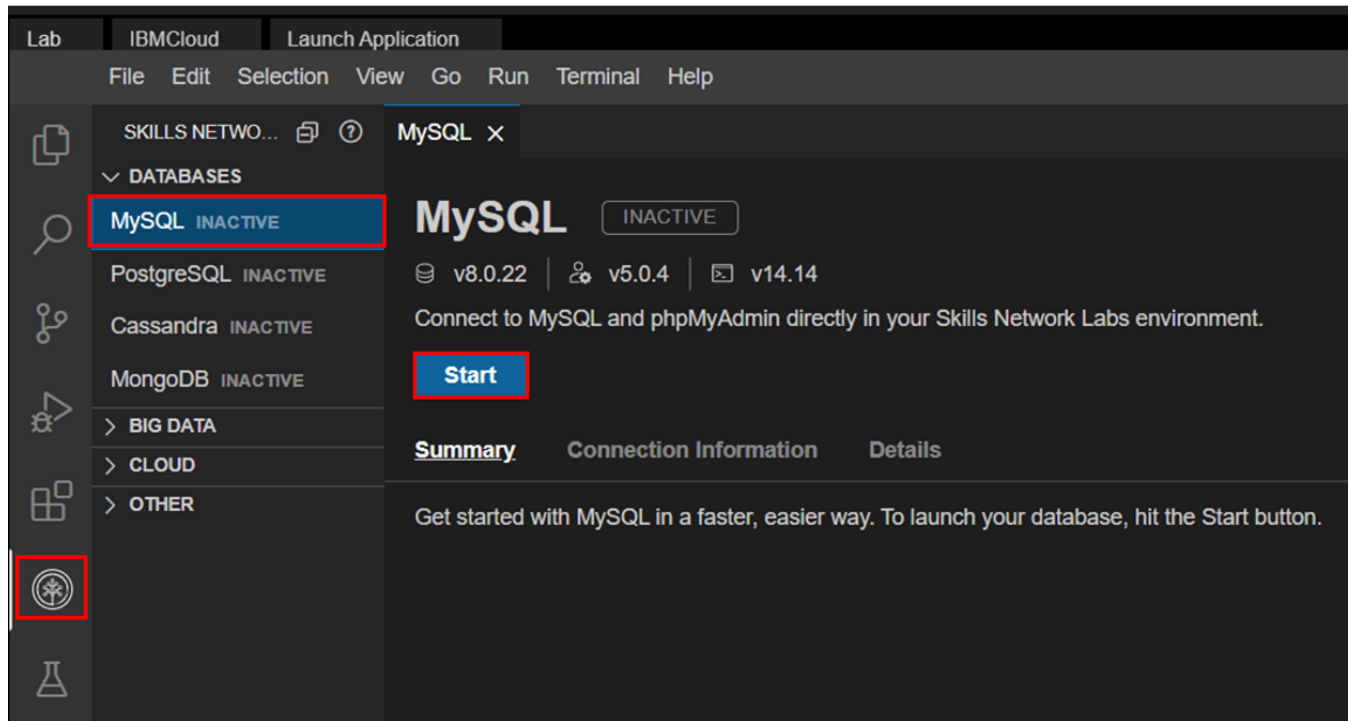 Lab IBMCloud Launch Application
File Edit Selection View Go Run Terminal Help
SKILLS NETWO...
DATABASES
MySQL INACTIVE
PostgreSQL INACTIVE
Cassandra INACTIVE
MongoDB INACTIVE
BIG DATA
CLOUD
OTHER
MySQL
MySQL INACTIVE
v8.0.22 v5.0.4 v14.14
Connect to MySQL and phpMyAdmin directly in your Skills Network Labs environment.
Start
Summary Connection Information Details
Get started with MySQL in a faster, easier way. To launch your database, hit the Start button.